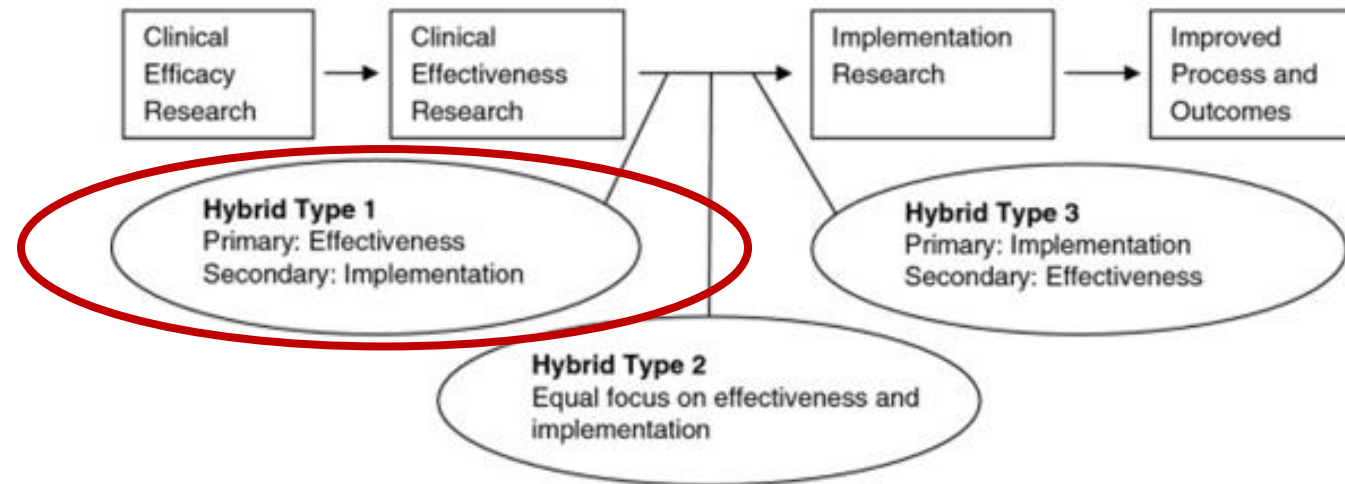 Clinical
Efficacy
Research
Clinical
Effectiveness
Research
Implementation
Research
Improved
Process and
Outcomes
Hybrid Type 1
Primary: Effectiveness
Secondary: Implementation
Hybrid Type 3
Primary: Implementation
Secondary: Effectiveness
Hybrid Type 2
Equal focus on effectiveness and
implementation